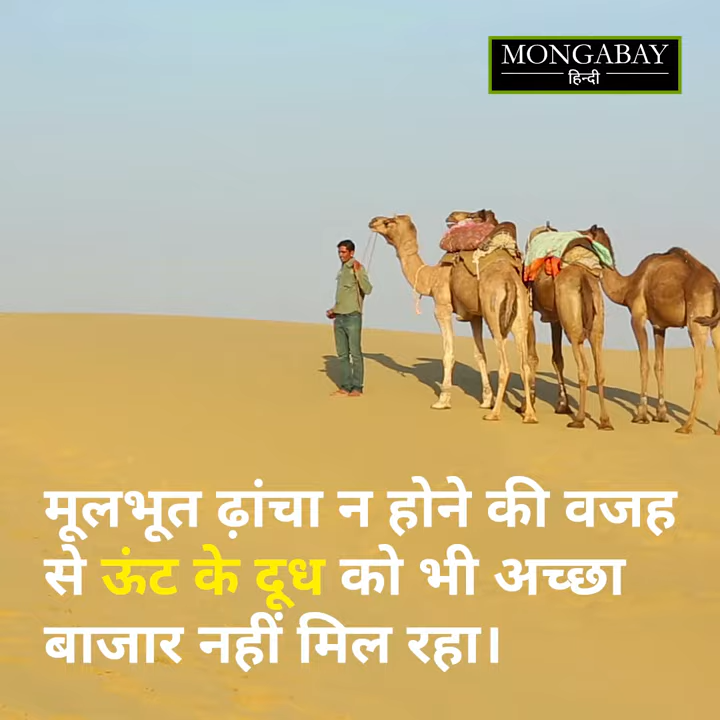 MONGABAY
हिन्दी
मूलभूत ढ़ांचा न होने की वजह
से ऊंट के दूध को भी अच्छा
बाजार नहीं मिल रहा।